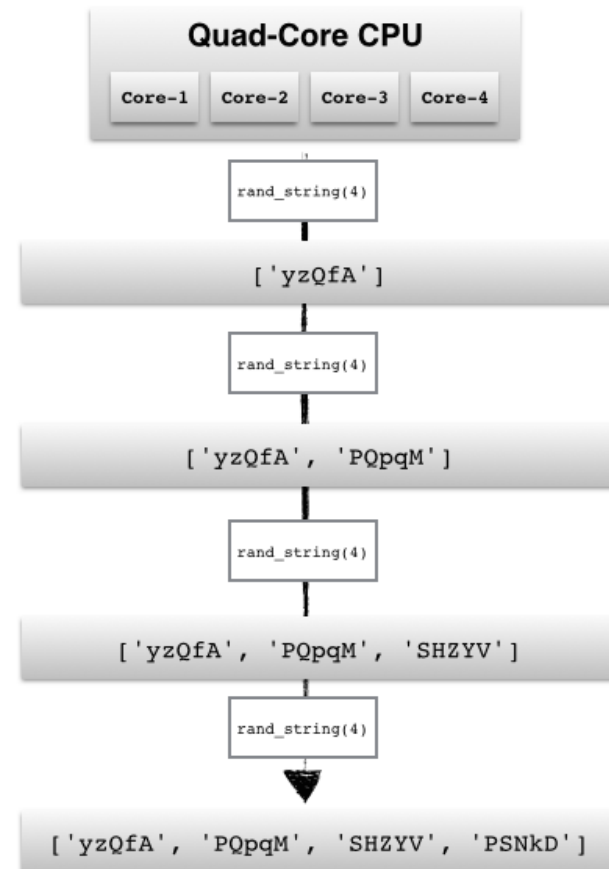 Quad-Core CPU
Core-1 Core-2 Core-3 Core-4
rand_string(4)
['yzQfA']
rand_string(4)
['yzQfA', 'PQpqM']
rand_string(4)
['yzQfA', 'PQpqM', 'SHZYV']
rand_string(4)
['yzQfA', 'PQpqM', 'SHZYV', 'PSNkD']